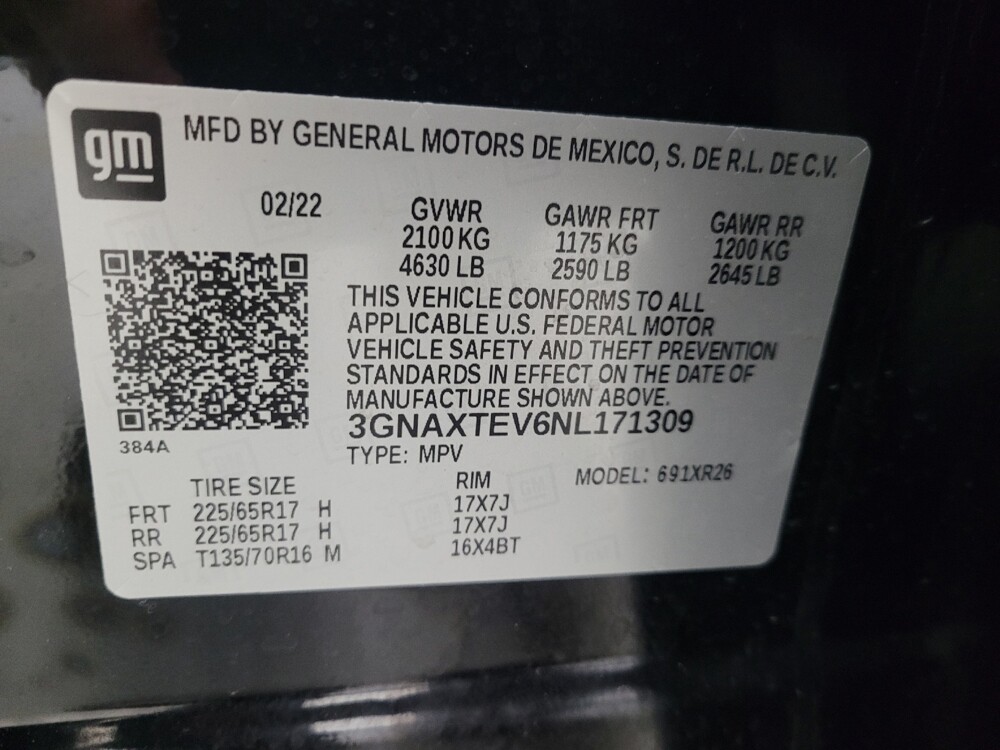 gm
MFD BY GENERAL MOTORS DE MEXICO, S. DE R.L. DE C.V.
02/22 GVWR GAWR FRT GAWR RR
2100 KG 1175 KG 1200 KG
4630 LB 2590 LB 2645 LB
THIS VEHICLE CONFORMS TO ALL
APPLICABLE U.S. FEDERAL MOTOR
VEHICLE SAFETY AND THEFT PREVENTION
STANDARDS IN EFFECT ON THE DATE OF
MANUFACTURE SHOWN ABOVE.
3GNAXTEV6NL171309
384A
TYPE: MPV
TIRE SIZE RIM MODEL: 691XR26
FRT 225/65R17 H 17X7J
RR 225/65R17 H 17X7J
SPA T135/70R16 M 16X4BT